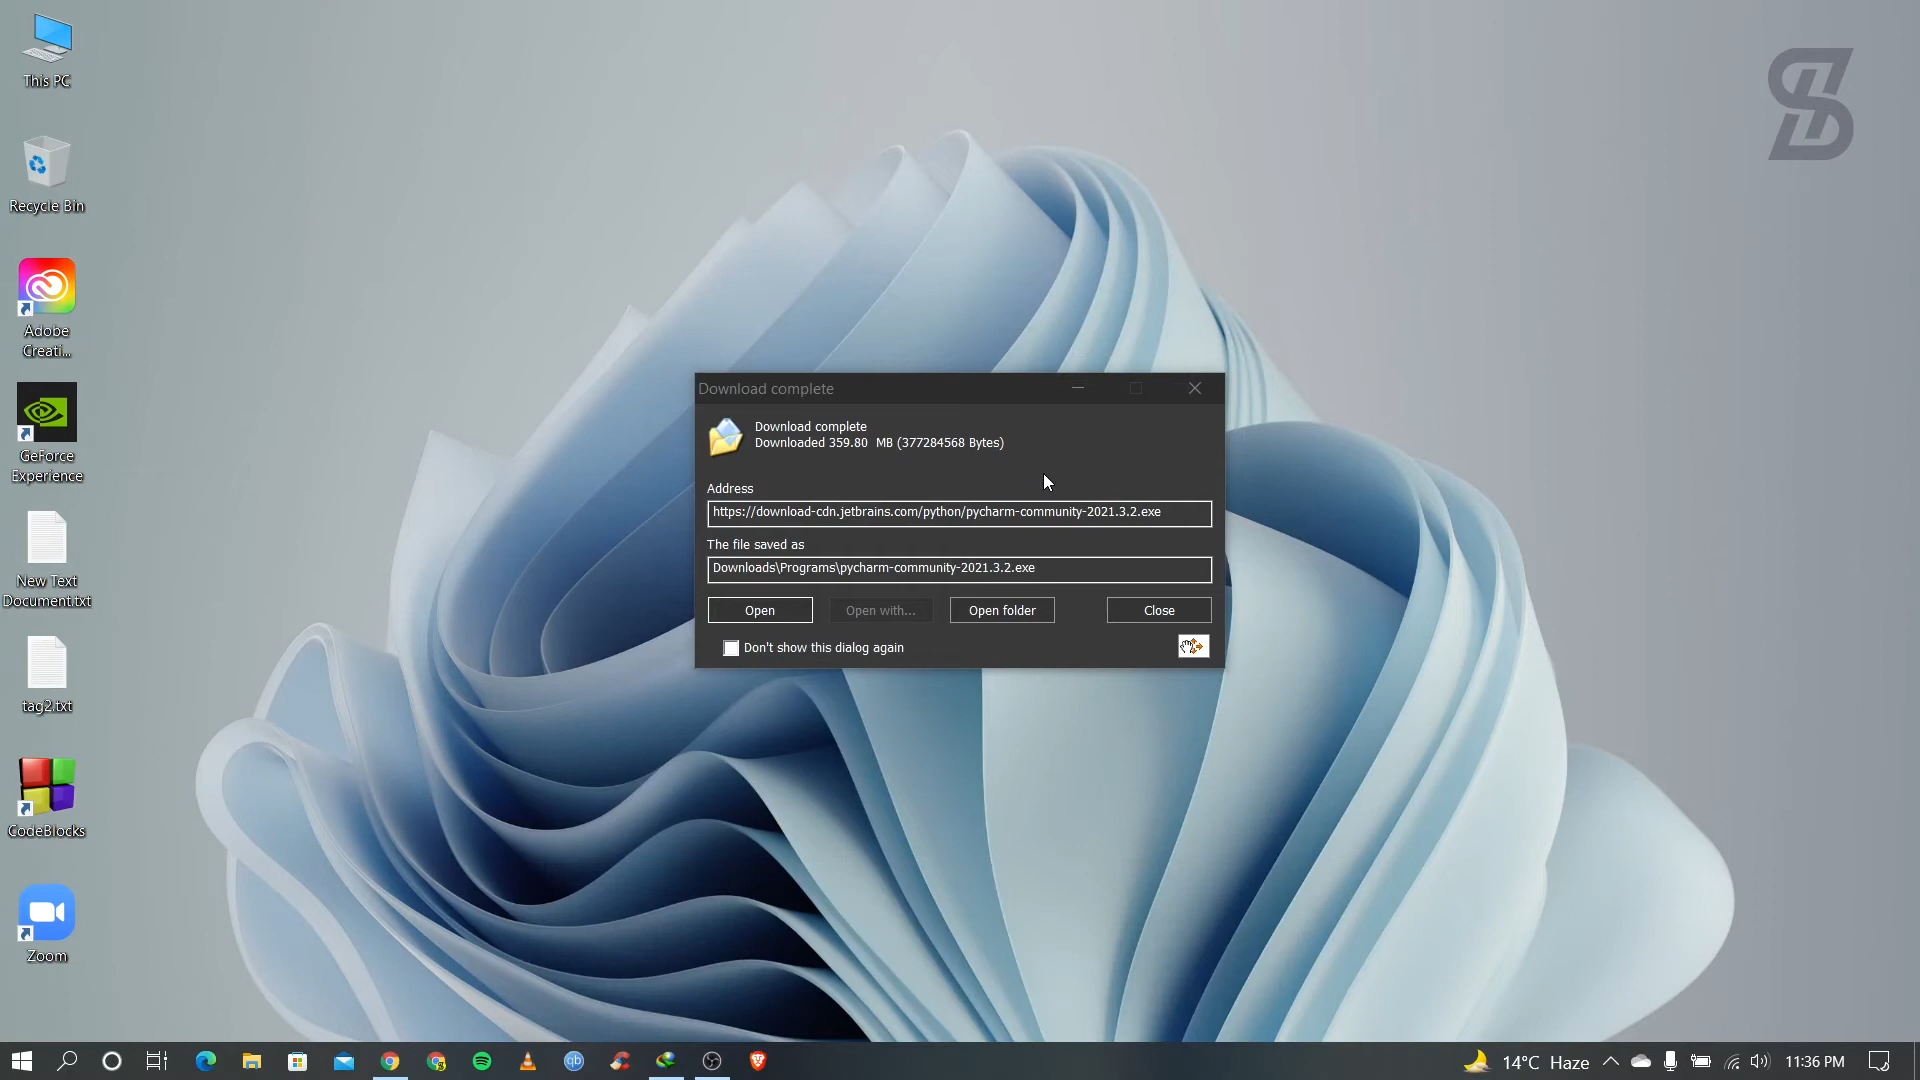 This PC
Recycle Bin
Adobe
Creati...
GeForce
Experience
New Text
Document.txt
tag2.txt
CodeBlocks
Zoom
Download complete
Download complete
Downloaded 359.80 MB (377284568 Bytes)
Address
https://download-cdn.jetbrains.com/python/pycharm-community-2021.3.2.exe
The file saved as
Downloads\Programs\pycharm-community-2021.3.2.exe
Open
Open with...
Open folder
Close
Don't show this dialog again
qb
14°C Haze
11:36 PM